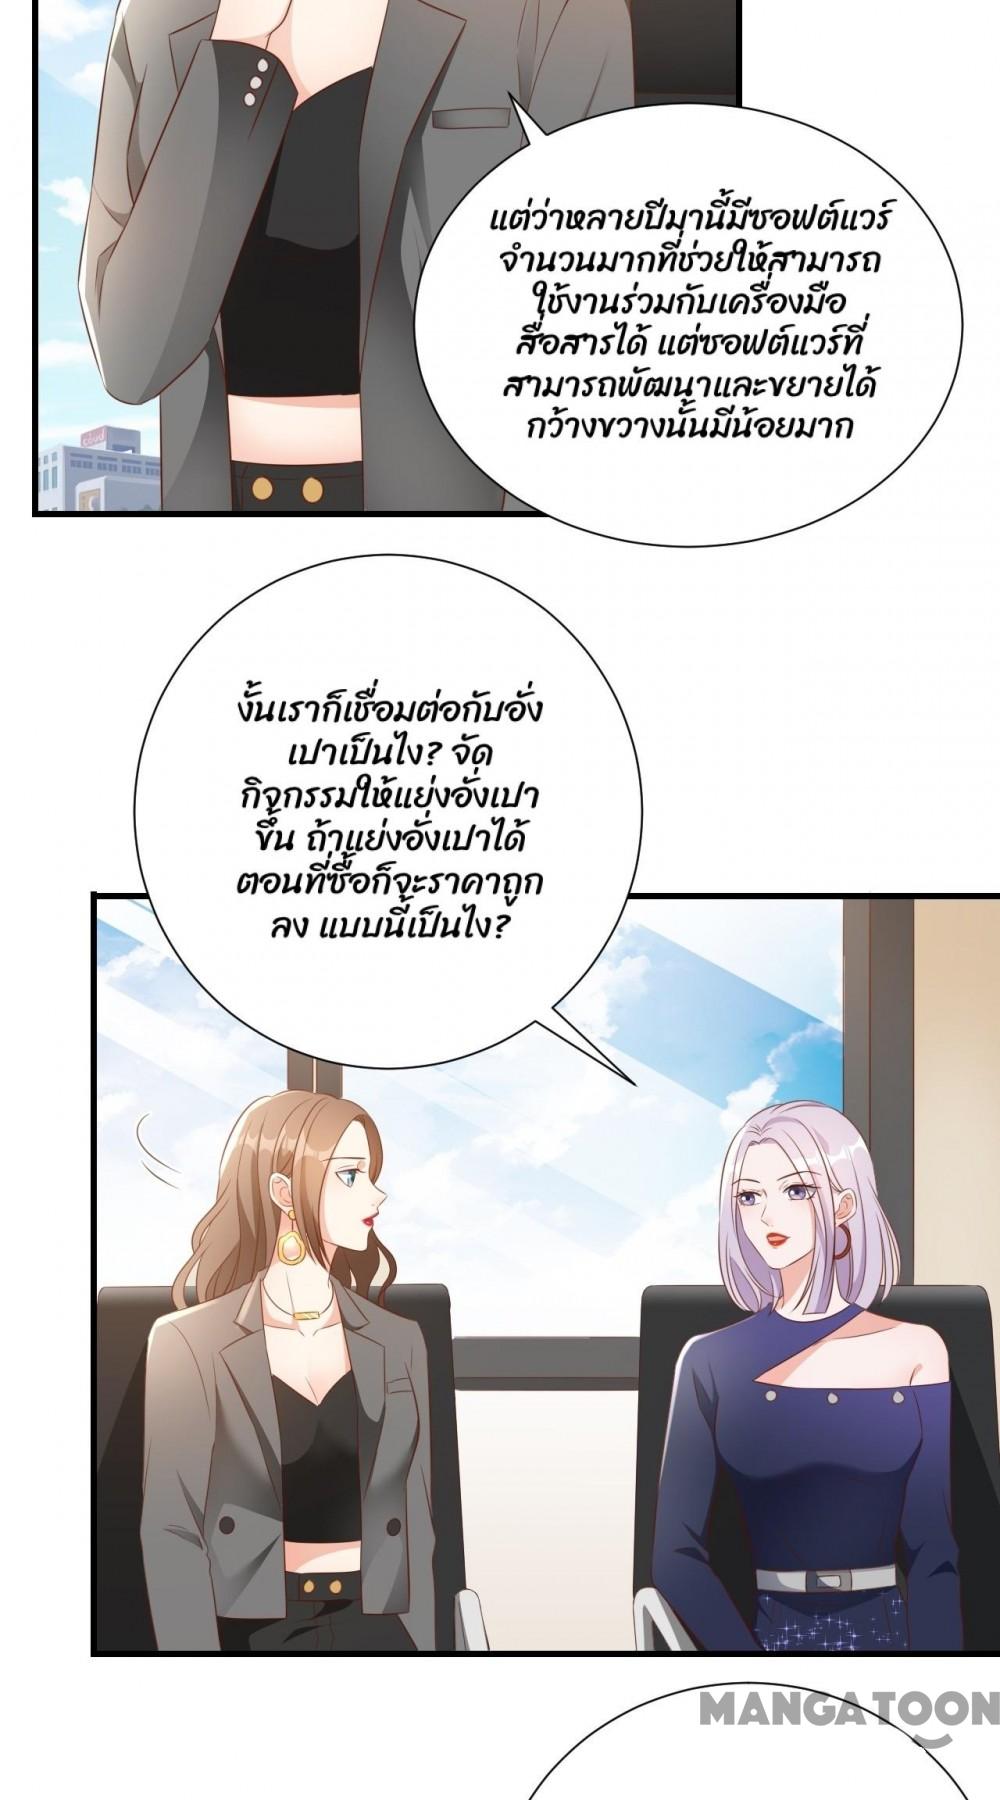 แต่ว่าหลายปีมานี้มีซอฟต์แวร์
จำนวนมากที่ช่วยให้สามารถ
ใช้งานร่วมกับเครื่องมือ
สื่อสารได้ แต่ซอฟต์แวร์ที่
สามารถพัฒนาและขยายได้
กว้างขวางนั้นมีน้อยมาก
cloud
งั้นเราก็เชื่อมต่อกับอั่ง
เปาเป็นไง? จัด
กิจกรรมให้แย่งอั่งเปา
ขึ้น ถ้าแย่งอั่งเปาได้
ตอนที่ซื้อก็จะราคาถูก
ลง แบบนี้เป็นไง?
MANGATOON